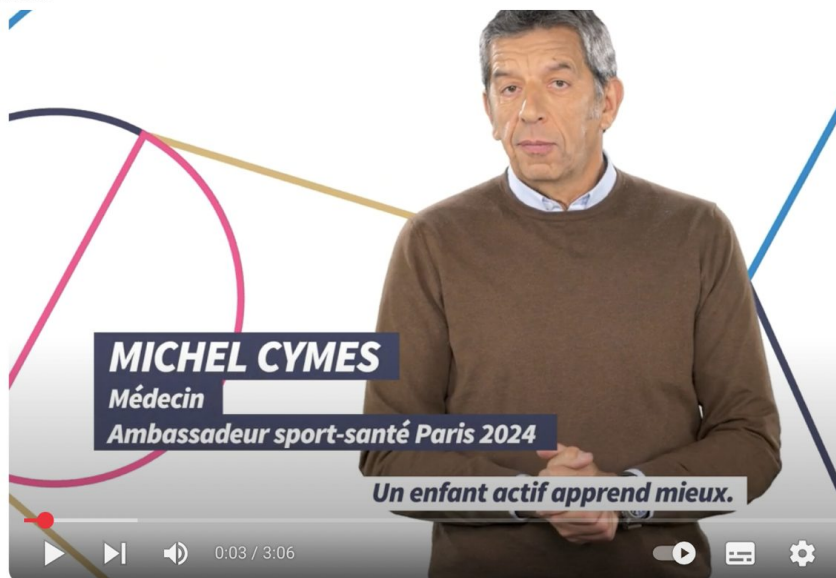 MICHEL CYMES
Médecin
Ambassadeur sport-santé Paris 2024
Un enfant actif apprend mieux.
0:03 / 3:06